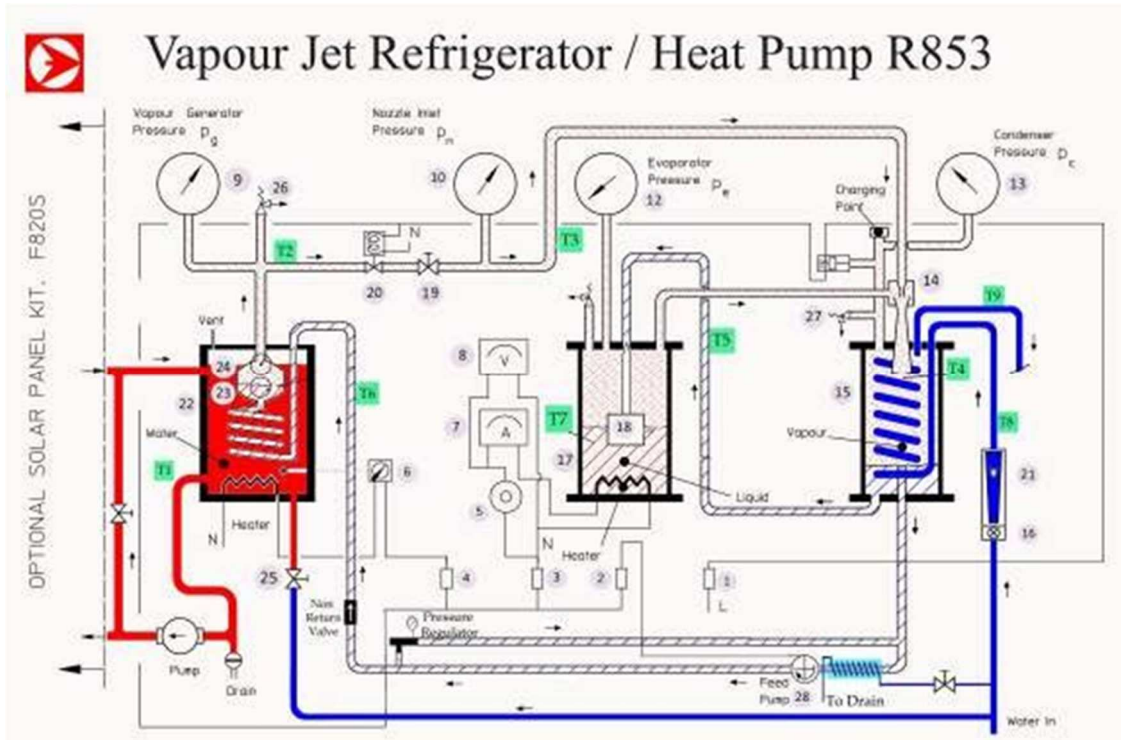 Vapour Jet Refrigerator / Heat Pump R853
Vapour Generator
Pressure Pg
Nozzle Inlet
Pressure Pn
Condenser
Pressure Pc
Evaporator
Pressure Pe
Charging
Point
9
26
10
12
13
N
T2
T3
20
19
14
27
T9
Vent
8
V
T5
T4
24
23
22
T6
15
7
A
T7
18
17
Vapour
T8
Water
T1
6
21
Liquid
5
16
N
Heater
N
Heater
25
4
3
2
1
L
Non
Return
Valve
Pressure
Regulator
Pump
Drain
Feed
Pump 28
To Drain
Water In
OPTIONAL SOLAR PANEL KIT. F820S